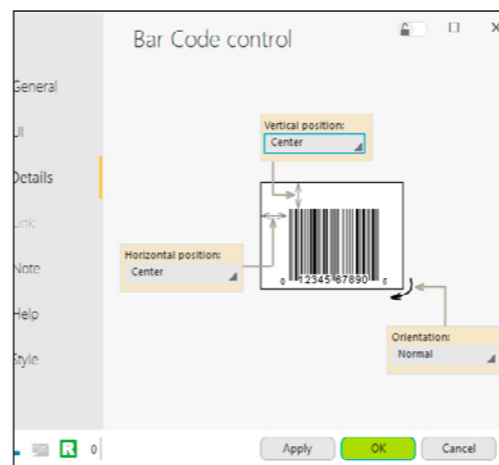 Bar Code control
General
UI
Details
Link
Note
Help
Style
Vertical position:
Center
Horizontal position:
Center
0 12345 67890 6
Orientation:
Normal
R 0
Apply OK Cancel